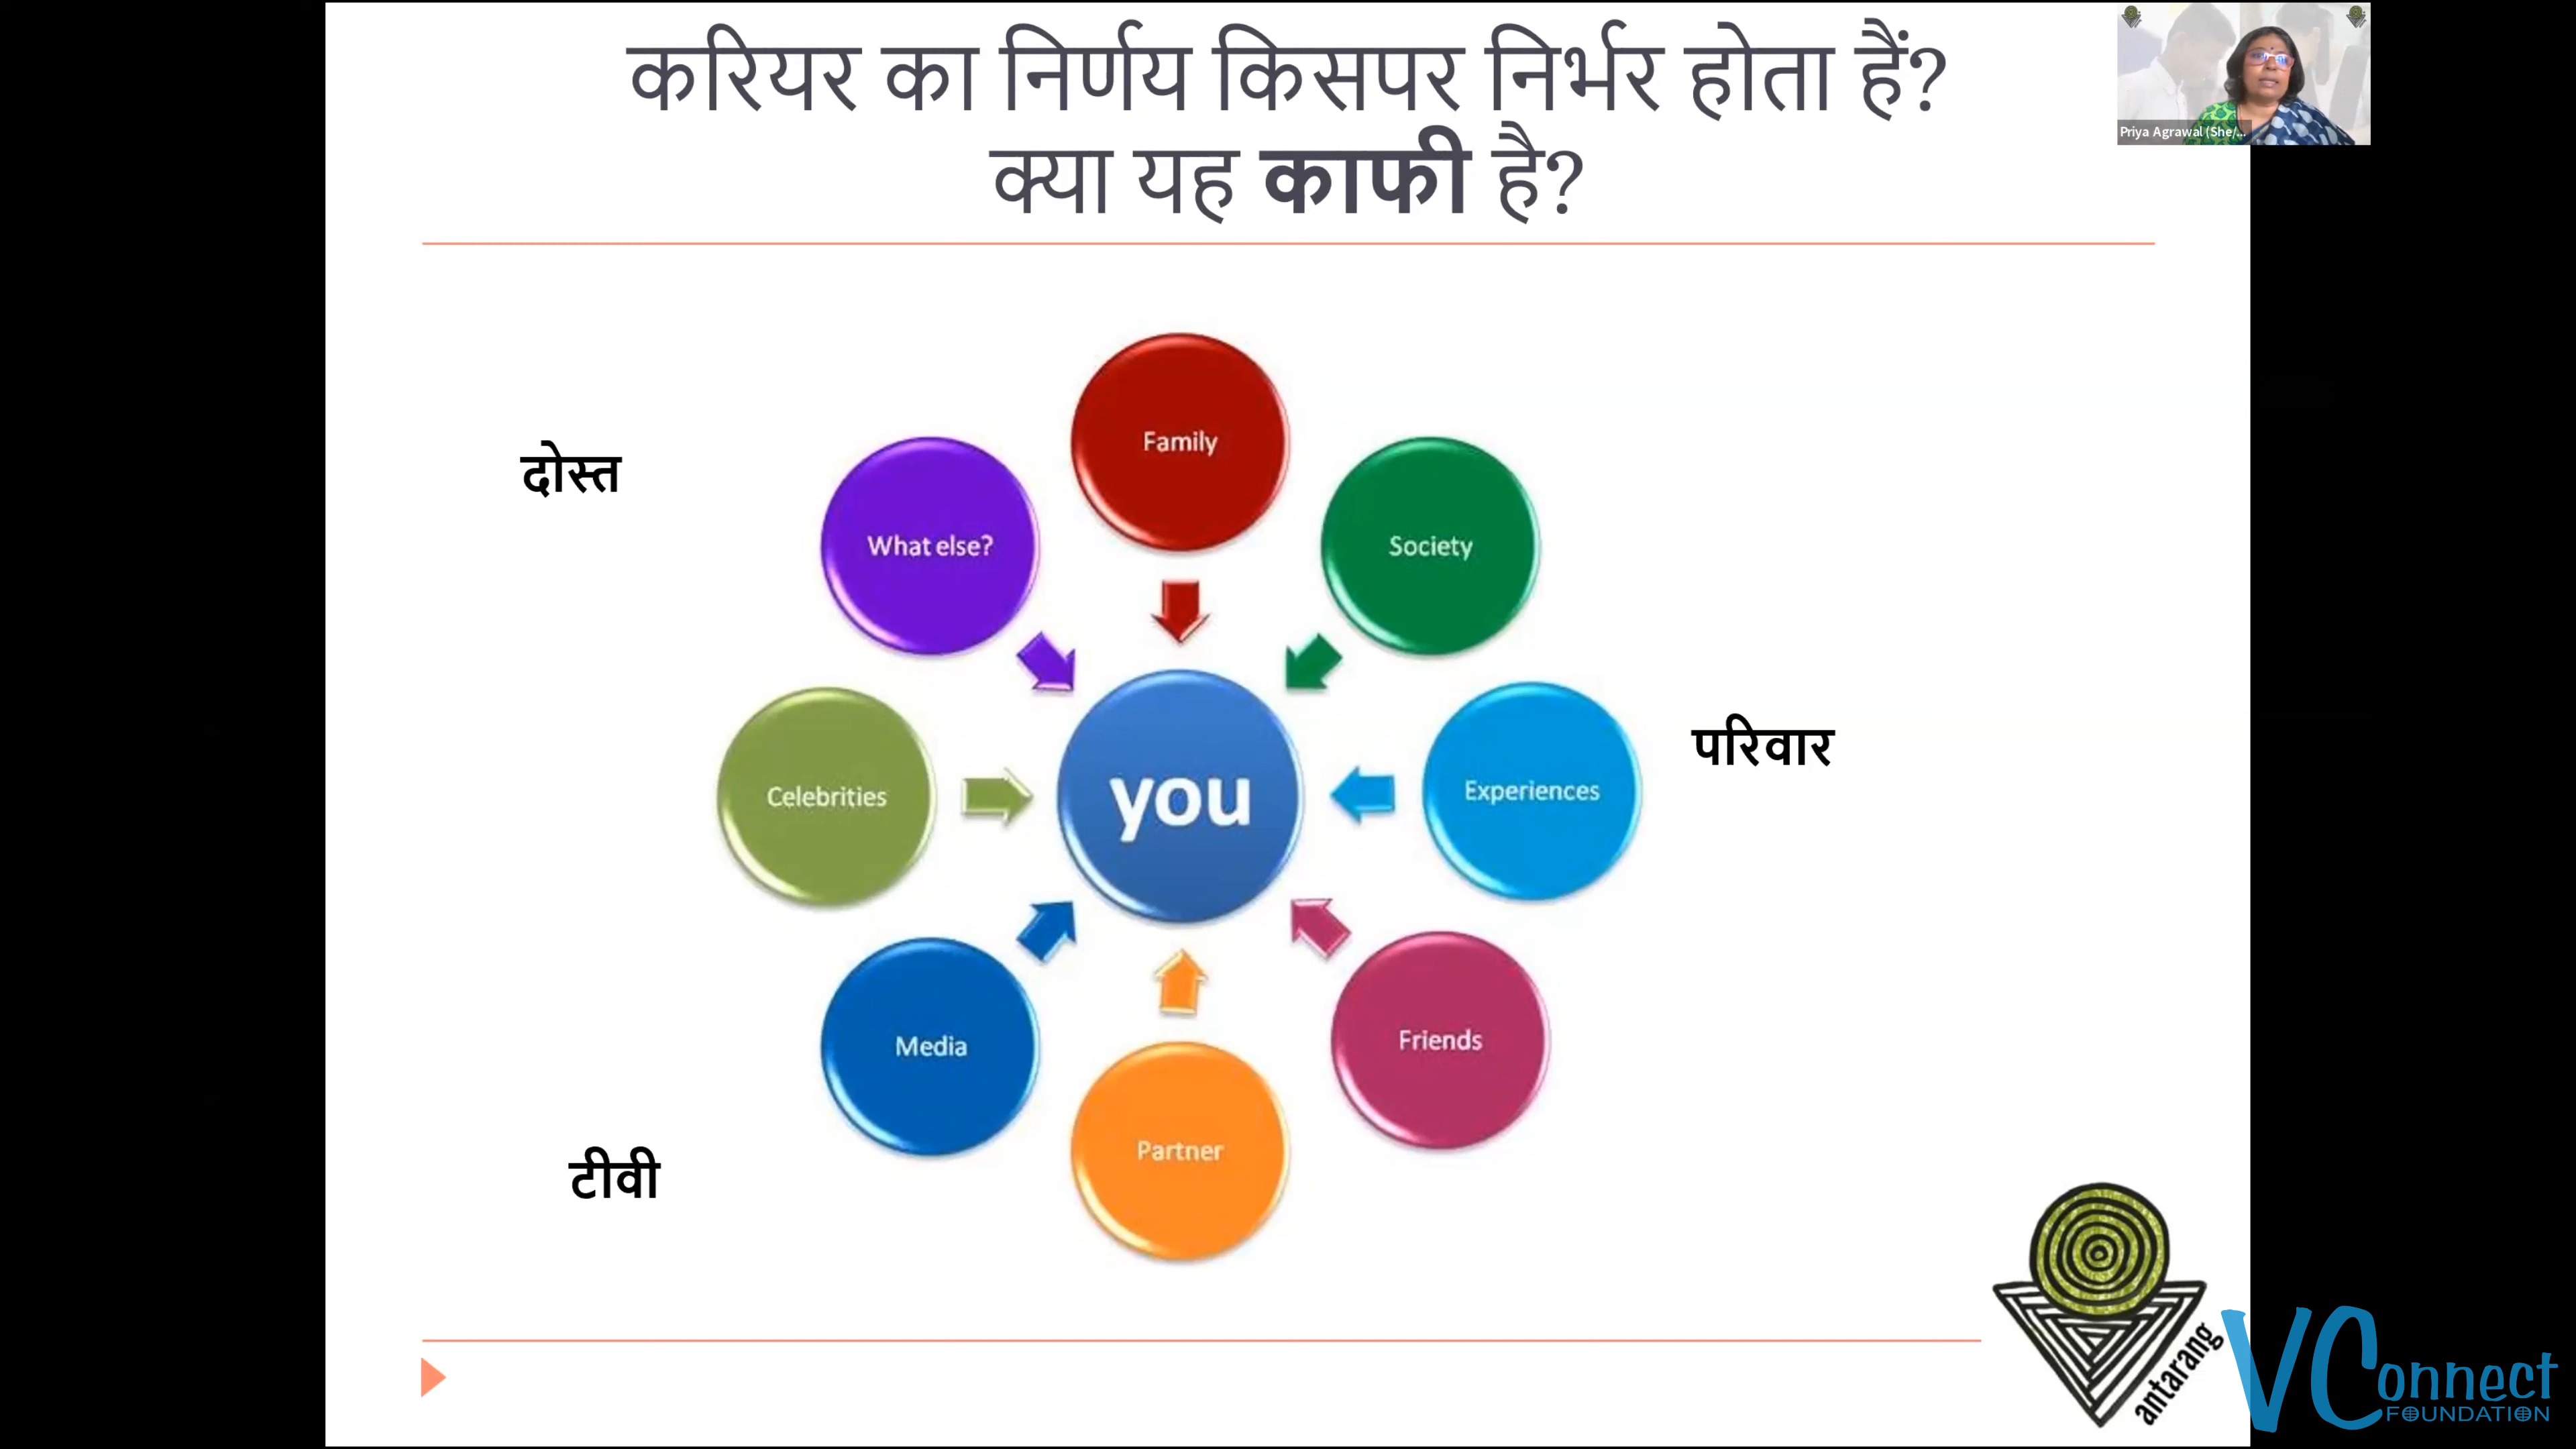 करियर का निर्णय किसपर निर्भर होता हैं?
क्या यह काफी है?
Priya Agrawal (She/...
दोस्त
Family
What else?
Society
परिवार
Celebrities
you
Experiences
Media
Friends
Partner
टीवी
antarang
VConnect
FOUNDATION